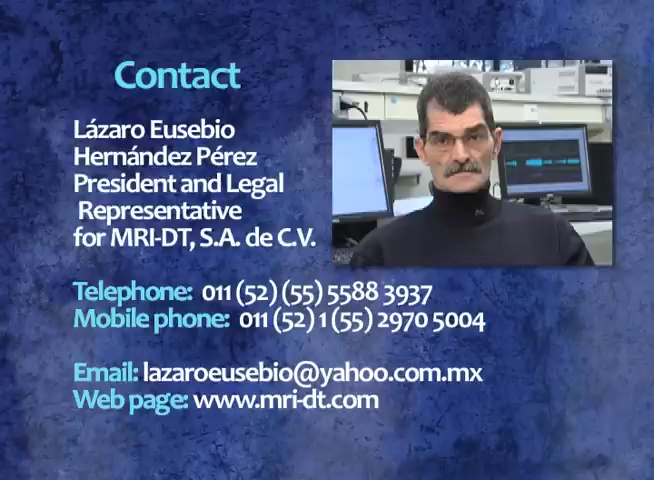 Contact
Lázaro Eusebio
Hernández Pérez
President and Legal
Representative
for MRI-DT, S.A. de C.V.
Telephone: 011 (52) (55) 5588 3937
Mobile phone: 011 (52) 1 (55) 2970 5004
Email: lazaroeusebio@yahoo.com.mx
Web page: www.mri-dt.com